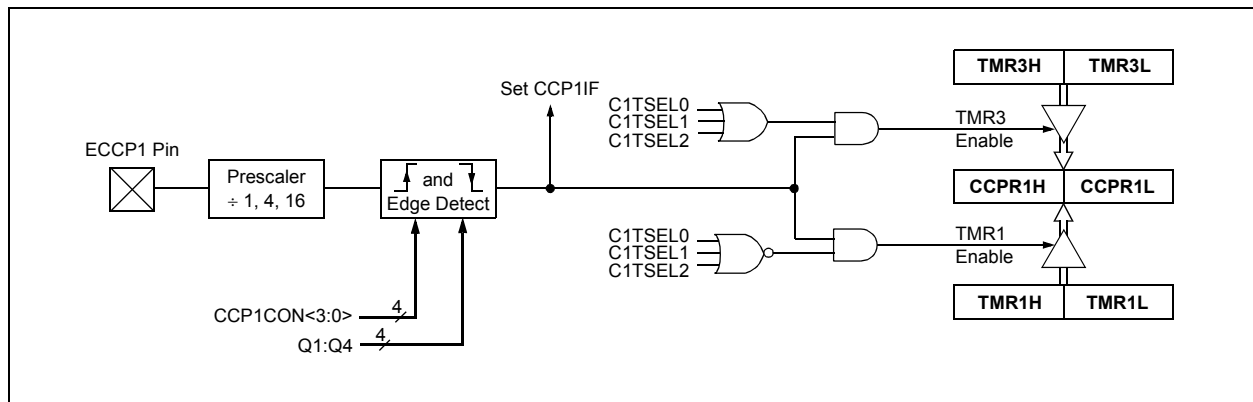 TMR3H TMR3L
Set CCP1IF
C1TSEL0
C1TSEL1
C1TSEL2
TMR3
Enable
ECCP1 Pin
Prescaler
÷ 1, 4, 16
and
Edge Detect
CCPR1H CCPR1L
C1TSEL0
C1TSEL1
C1TSEL2
TMR1
Enable
TMR1H TMR1L
CCP1CON<3:0>
4
Q1:Q4
4